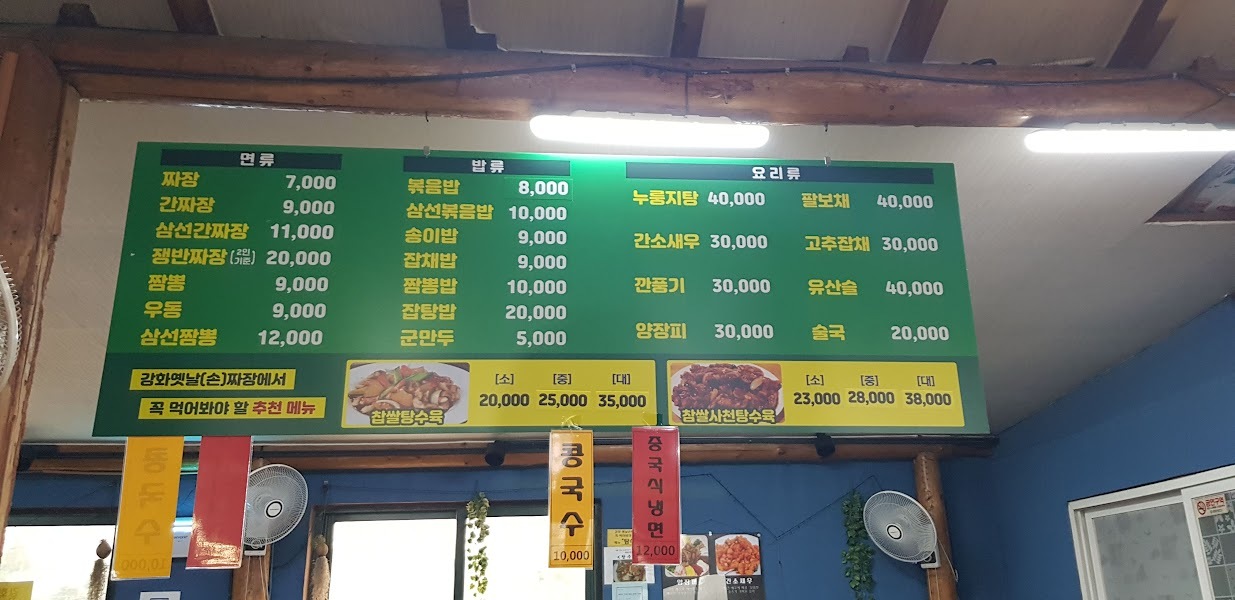 면류
짜장 7,000
간짜장 9,000
삼선간짜장 11,000
쟁반짜장 [2인 기준] 20,000
짬뽕 9,000
우동 9,000
삼선짬뽕 12,000
밥류
볶음밥 8,000
삼선볶음밥 10,000
송이밥 9,000
잡채밥 9,000
짬뽕밥 10,000
잡탕밥 20,000
군만두 5,000
요리류
누룽지탕 40,000 팔보채 40,000
간소새우 30,000 고추잡채 30,000
깐풍기 30,000 유산슬 40,000
양장피 30,000 술국 20,000
강화옛날(손)짜장에서
꼭 먹어봐야 할 추천 메뉴
찹쌀탕수육
[소] [중] [대]
20,000 25,000 35,000
찹쌀사천탕수육
[소] [중] [대]
23,000 28,000 38,000
콩국수
10,000
중국식냉면
12,000
콩국수
10,000
간소새우